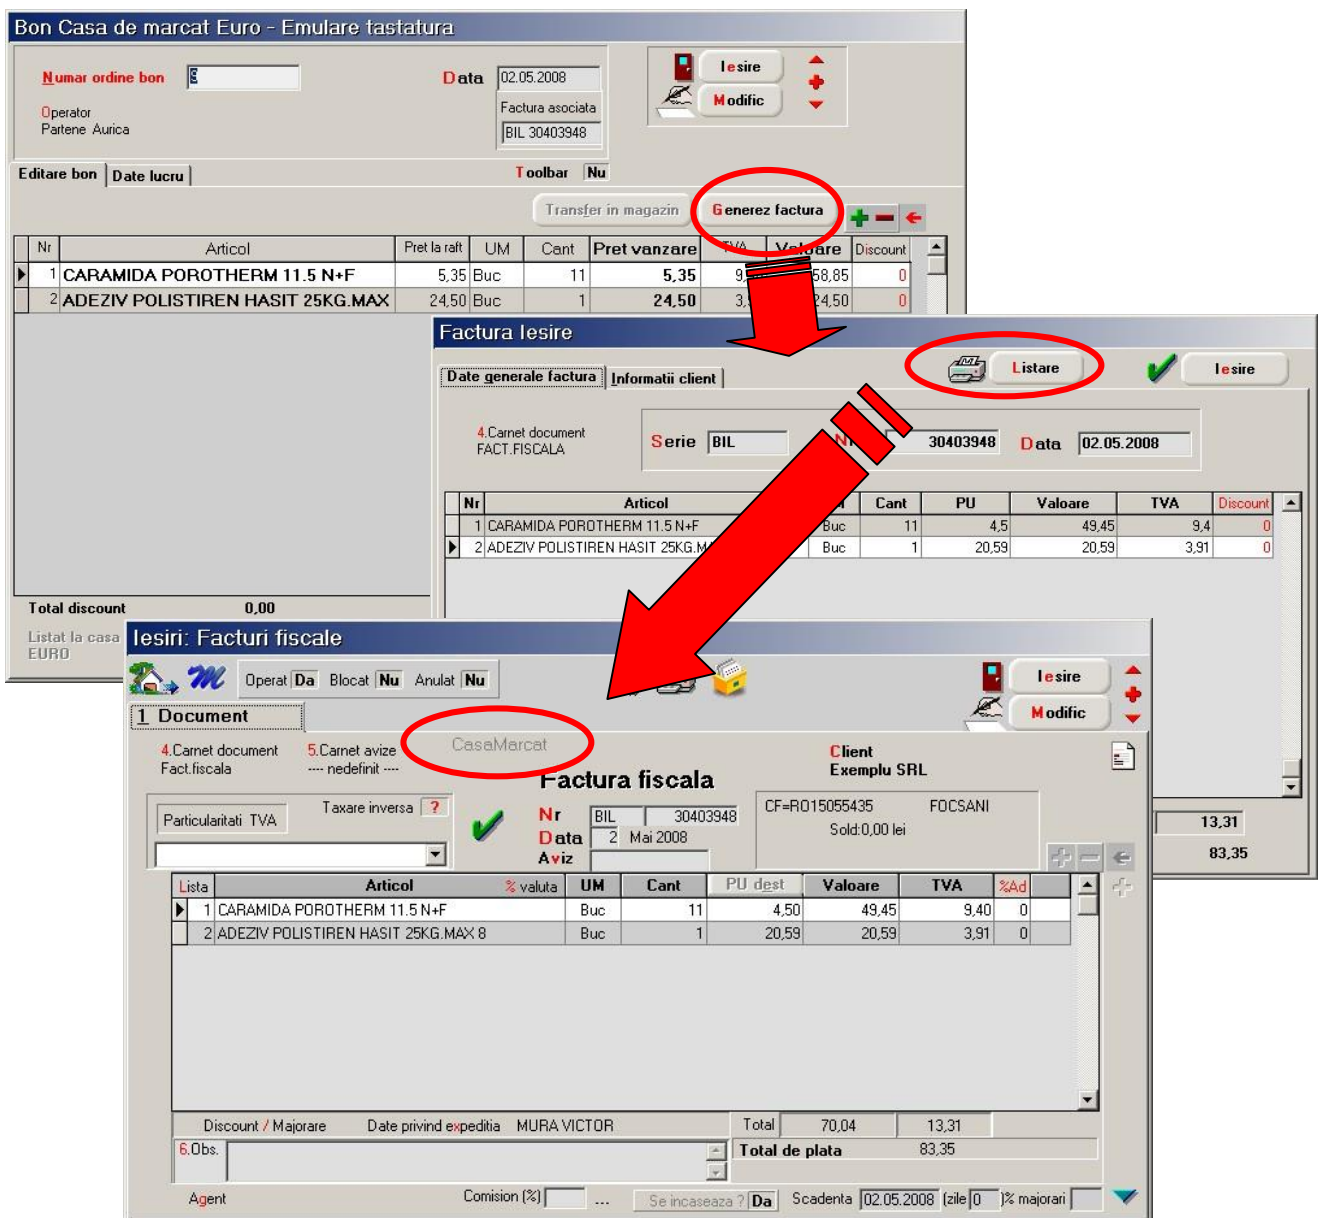 Bon Casa de marcat Euro - Emulare tastatura
Numar ordine bon
Data 02.05.2008
Iesire
Modific
Operator
Partene Aurica
Factura asociata
BIL 30403948
Editare bon Date lucru
Toolbar Nu
Transfer in magazin Generez factura
Nr Articol Pret la raft UM Cant Pret vanzare TVA Valoare Discount
1 CARAMIDA POROTHERM 11.5 N+F 5,35 Buc 11 5,35 58,85 0
2 ADEZIV POLISTIREN HASIT 25KG.MAX 24,50 Buc 1 24,50 24,50 0
Total discount 0,00
Listat la casa
EURO
Factura Iesire
Listare Iesire
Date generale factura Informatii client
4.Carnet document
FACT.FISCALA
Serie BIL 30403948 Data 02.05.2008
Nr Articol Cant PU Valoare TVA Discount
1 CARAMIDA POROTHERM 11.5 N+F Buc 11 4,5 49,45 9,4 0
2 ADEZIV POLISTIREN HASIT 25KG. Buc 1 20,59 20,59 3,91 0
13,31
83,35
Iesiri: Facturi fiscale
Operat Da Blocat Nu Anulat Nu
Iesire
Modific
1 Document
4.Carnet document 5.Carnet avize CasaMarcat
Fact.fiscala ---- nedefinit ----
Client
Exemplu SRL
Factura fiscala
Particularitati TVA Taxare inversa ?
Nr BIL 30403948
Data 2 Mai 2008
Aviz
CF=RO15055435 FOCSANI
Sold:0,00 lei
Lista Articol % valuta UM Cant PU dest Valoare TVA %Ad
1 CARAMIDA POROTHERM 11.5 N+F Buc 11 4,50 49,45 9,40 0
2 ADEZIV POLISTIREN HASIT 25KG.MAX 8 Buc 1 20,59 20,59 3,91 0
Discount / Majorare Date privind expeditia MURA VICTOR Total 70,04 13,31
6.Obs. Total de plata 83,35
Agent Comision (%) ... Se incaseaza ? Da Scadenta 02.05.2008 (zile 0 )% majorari